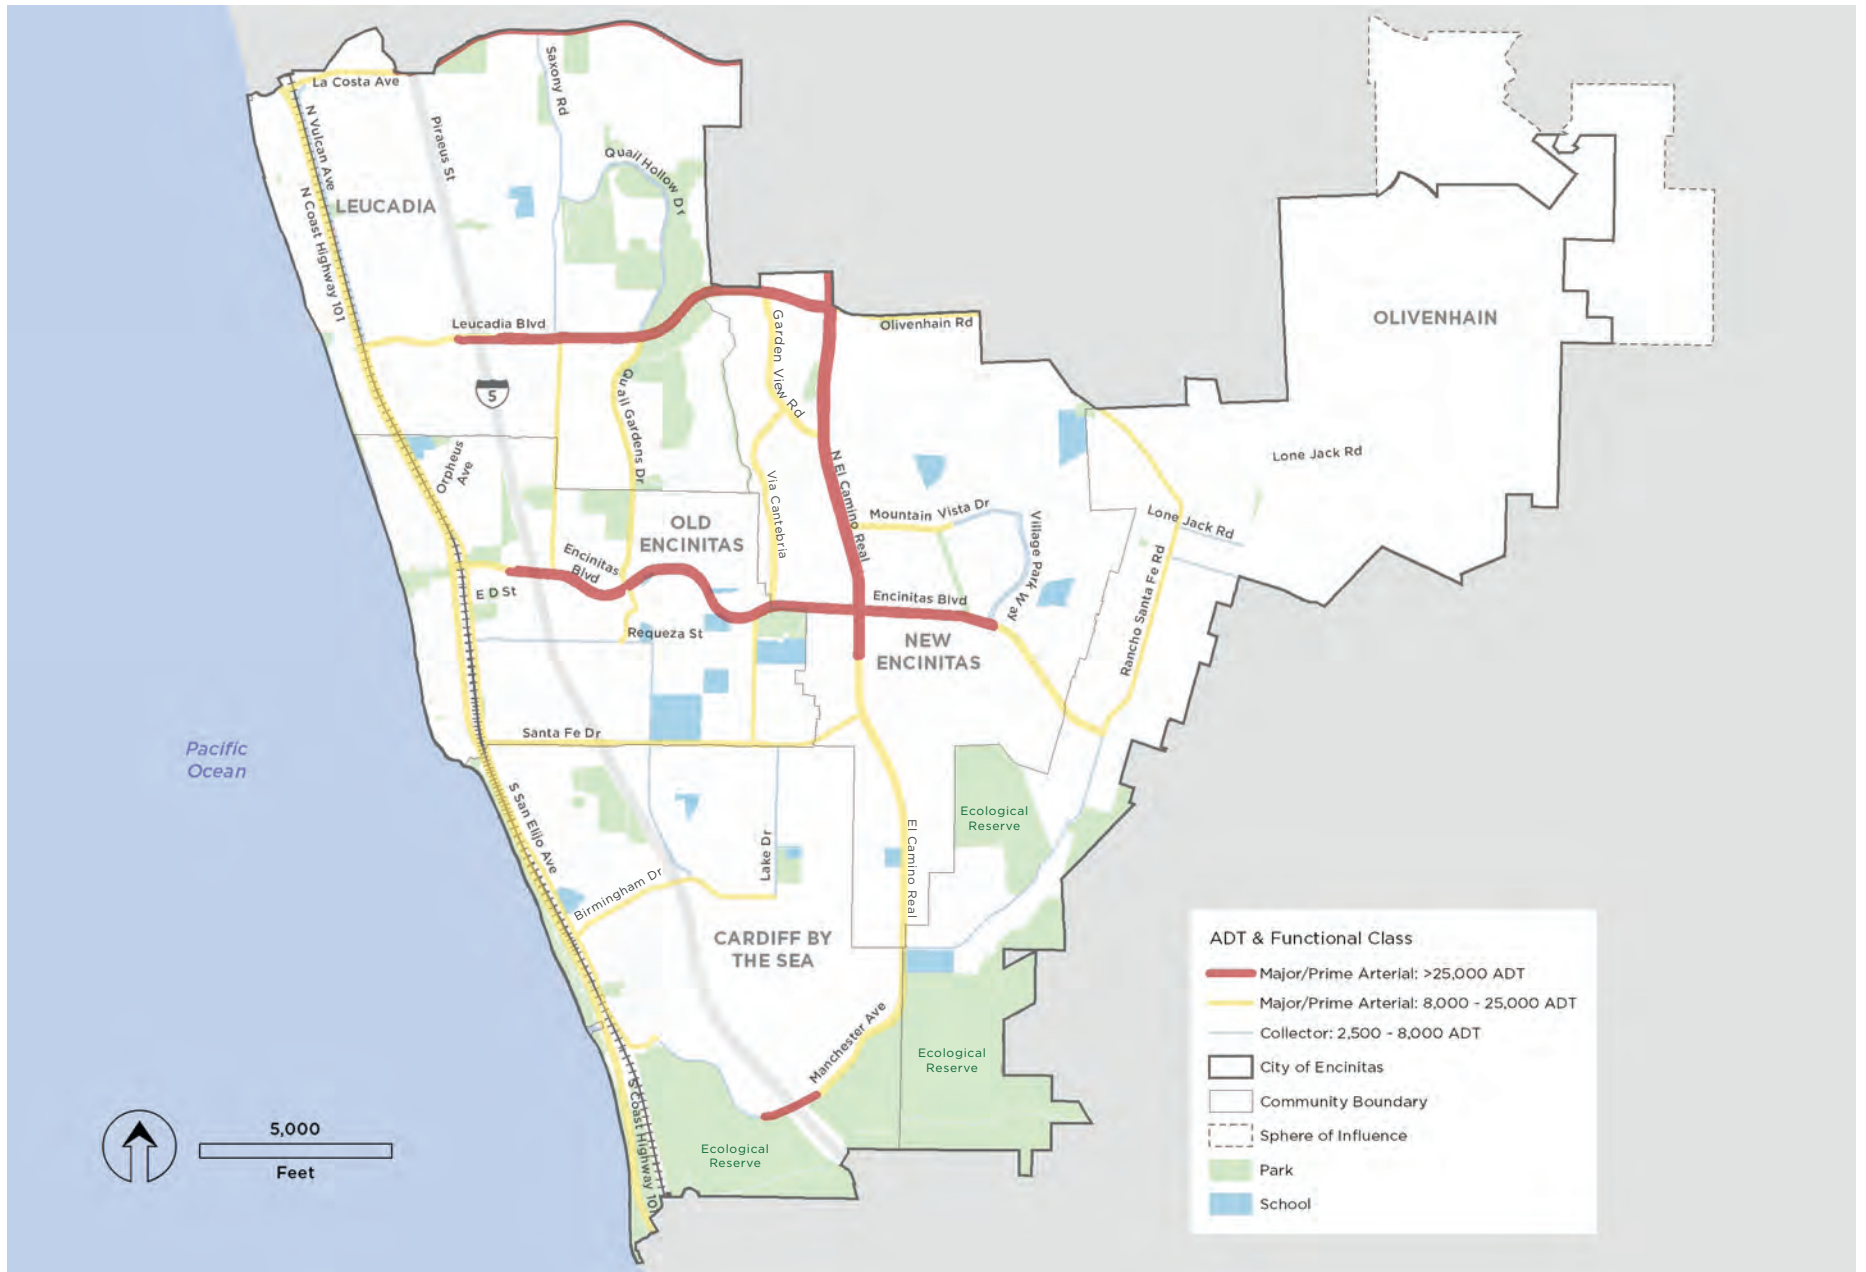 La Costa Ave
Saxony Rd
N Vulcan Ave
Piraeus St
Quail Hollow Dr
N Coast Highway 101
LEUCADIA
Leucadia Blvd
Olivenhain Rd
OLIVENHAIN
5
Garden View Rd
Quail Gardens Dr
Orpheus
Ave
N El Camino Real
Via Cantebria
Lone Jack Rd
Mountain Vista Dr
Village Park Way
Lone Jack Rd
OLD
ENCINITAS
Encinitas
Blvd
E D St
Encinitas Blvd
Rancho Santa Fe Rd
Requeza St
NEW
ENCINITAS
Santa Fe Dr
Pacific
Ocean
S San Elijo Ave
Lake Dr
El Camino Real
Ecological
Reserve
Birmingham Dr
CARDIFF BY
THE SEA
Manchester Ave
Ecological
Reserve
S Coast Highway 101
Ecological
Reserve
5,000
Feet
ADT & Functional Class
Major/Prime Arterial: >25,000 ADT
Major/Prime Arterial: 8,000 - 25,000 ADT
Collector: 2,500 - 8,000 ADT
City of Encinitas
Community Boundary
Sphere of Influence
Park
School